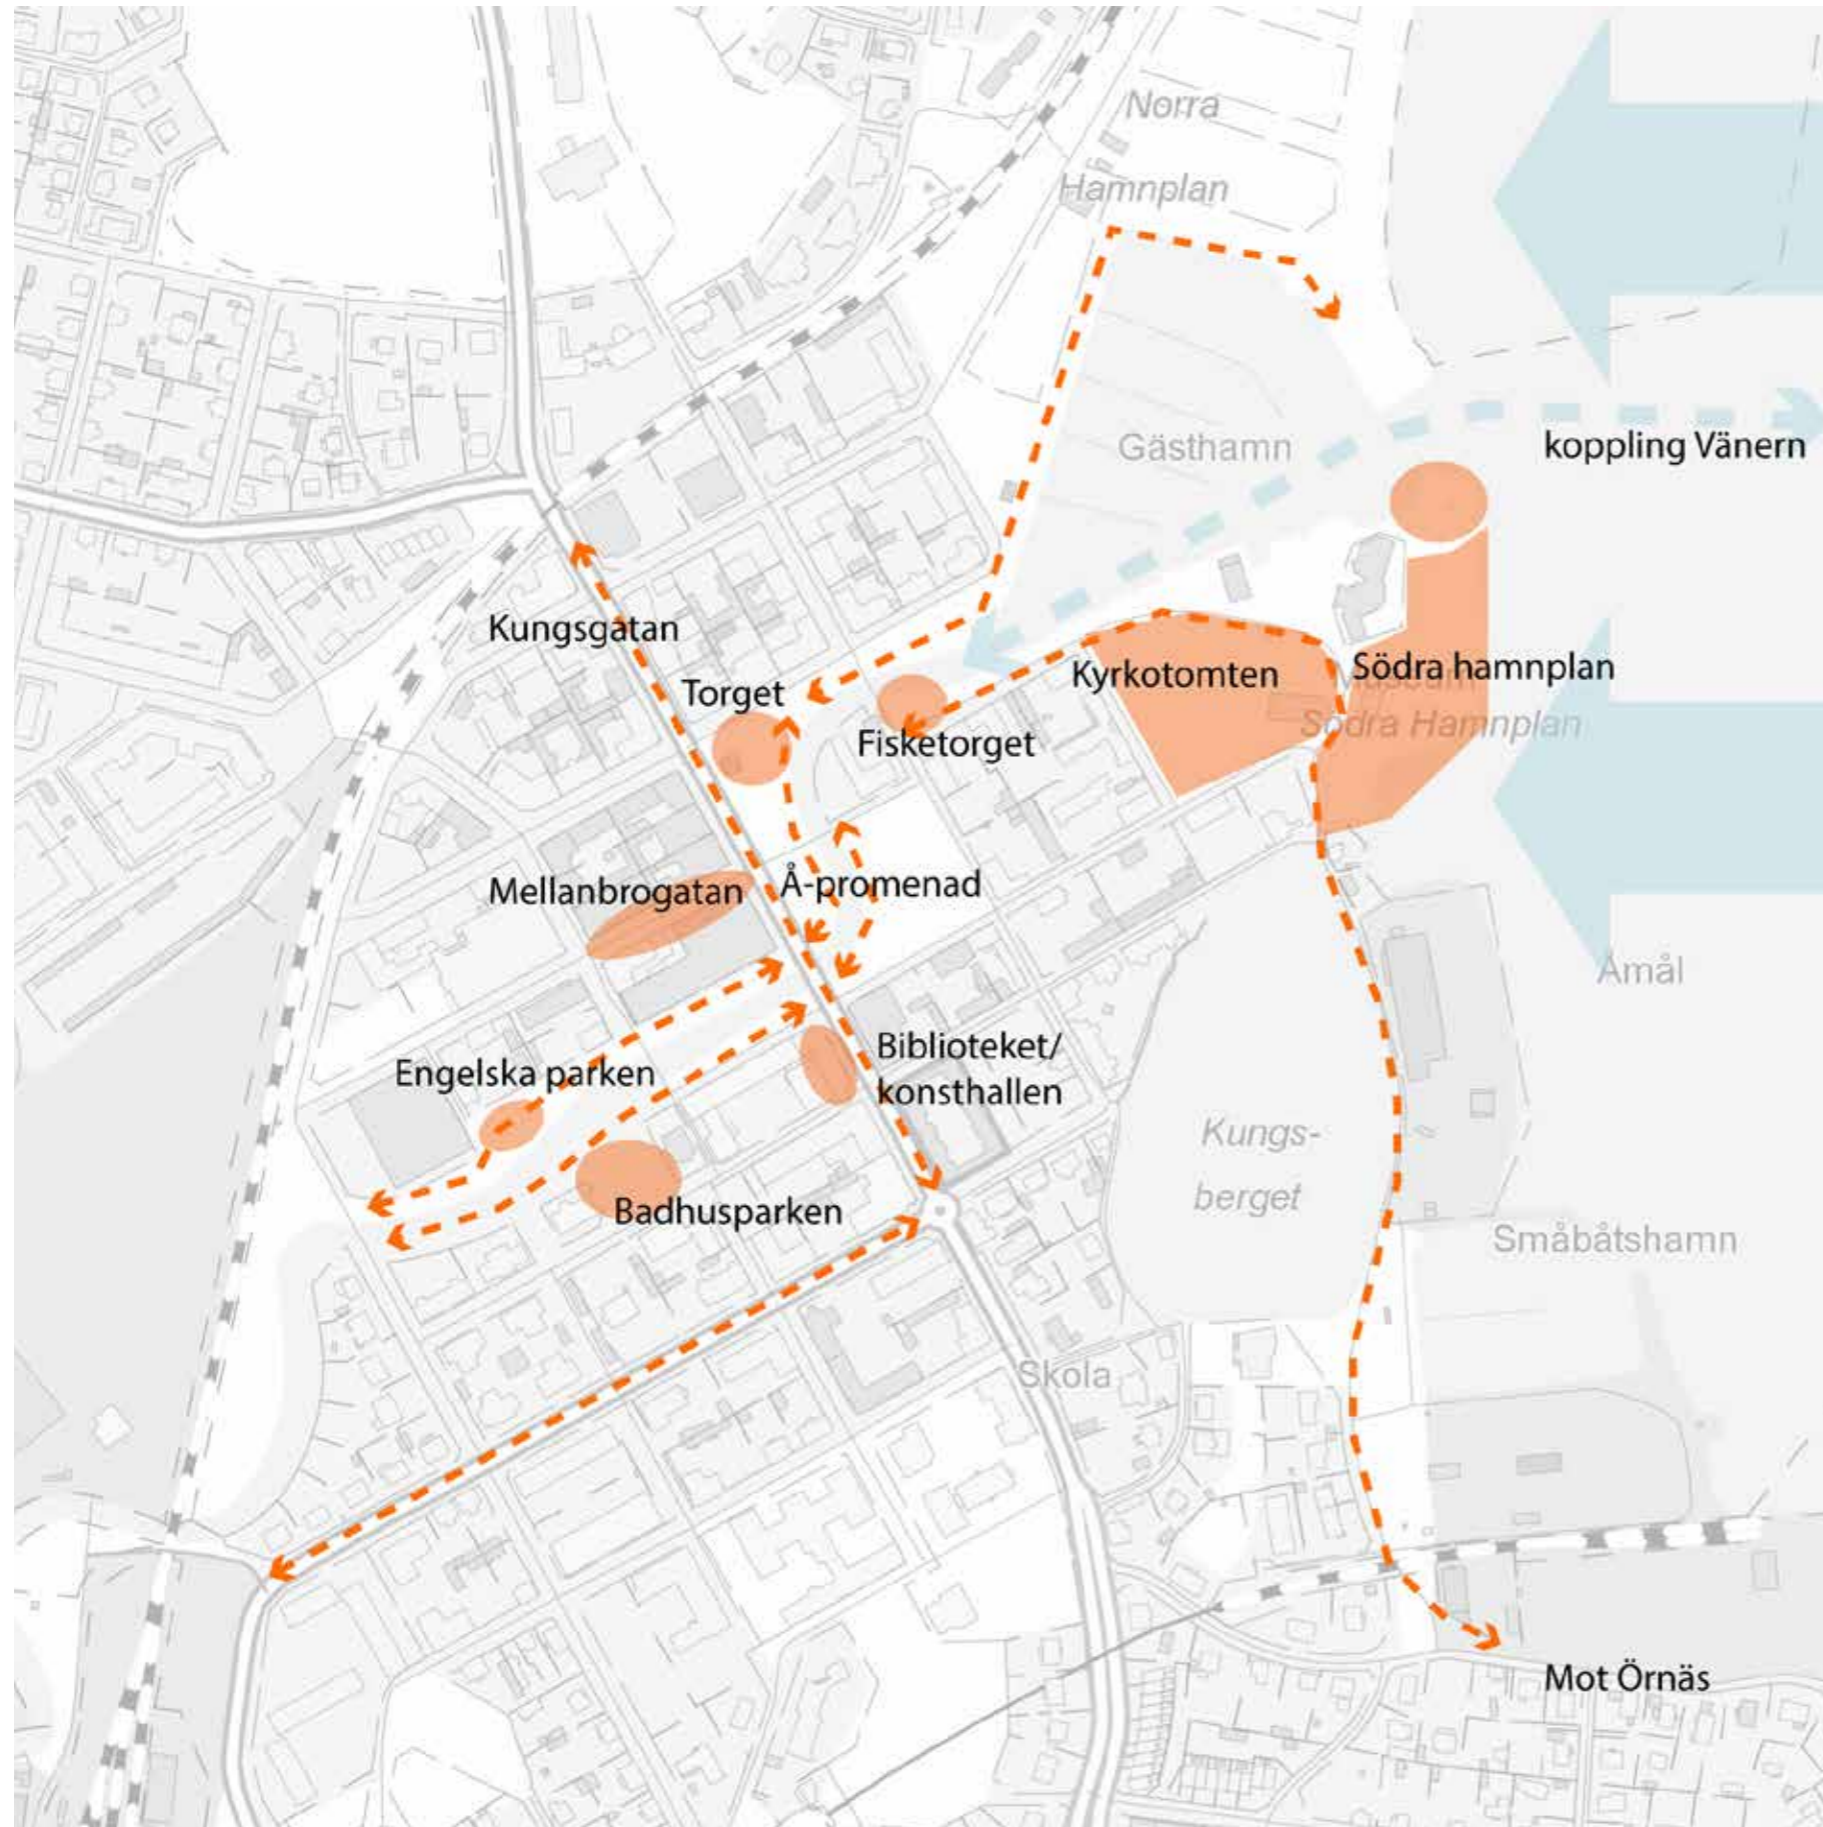 Norra
Hamnplan
Gästhamn
koppling Vänern
Kungsgatan
Torget
Kyrkotomten
Södra hamnplan
Museum
Södra Hamnplan
Fisketorget
Mellanbrogatan
Å-promenad
Åmål
Engelska parken
Biblioteket/
konsthallen
Kungs-
berget
Badhusparken
Småbåtshamn
Skola
Mot Örnäs